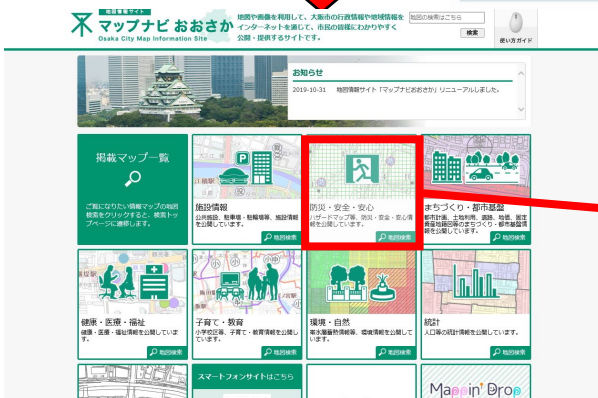 地図情報サイト
マップナビ おおさか
Osaka City Map Information Site
地図や画像を利用して、大阪市の行政情報や地域情報を
インターネットを通じて、市民の皆様にわかりやすく
公開・提供するサイトです。
地図の検索はこちら
検索
使い方ガイド
お知らせ
2019-10-31 地図情報サイト「マップナビおおさか」リニューアルしました。
掲載マップ一覧
ご覧になりたい情報マップの地図
検索をクリックすると、検索トッ
プページに遷移します。
施設情報
公共施設、駐車場・駐輪場等、施設情報
を公開しています。
地図検索
防災・安全・安心
ハザードマップ等、防災・安全・安心情
報を公開しています。
地図検索
まちづくり・都市基盤
都市計画、土地利用、道路、地価、固定
資産地籍図等のまちづくり・都市基盤情
報を公開しています。
地図検索
健康・医療・福祉
健康・医療・福祉情報を公開していま
す。
地図検索
子育て・教育
小学校区等、子育て・教育情報を公開し
ています。
地図検索
環境・自然
帯水層蓄熱情報等、環境情報を公開して
います。
地図検索
統計
人口等の統計情報を公開しています。
地図検索
スマートフォンサイトはこちら
Mappin' Drop